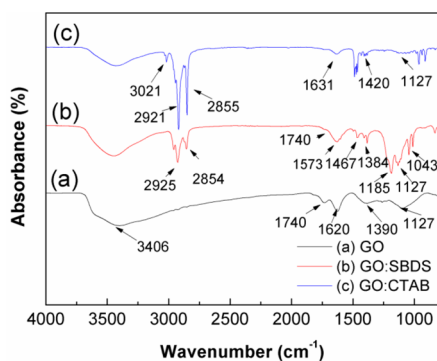 (c)
3021
2921
2855
1631
1420
1127
(b)
2925
2854
1740
1573
1467
1384
1185
1127
1043
(a)
3406
1740
1620
1390
1127
(a) GO
(b) GO:SBDS
(c) GO:CTAB
Absorbance (%)
4000 3500 3000 2500 2000 1500 1000
Wavenumber (cm-1)